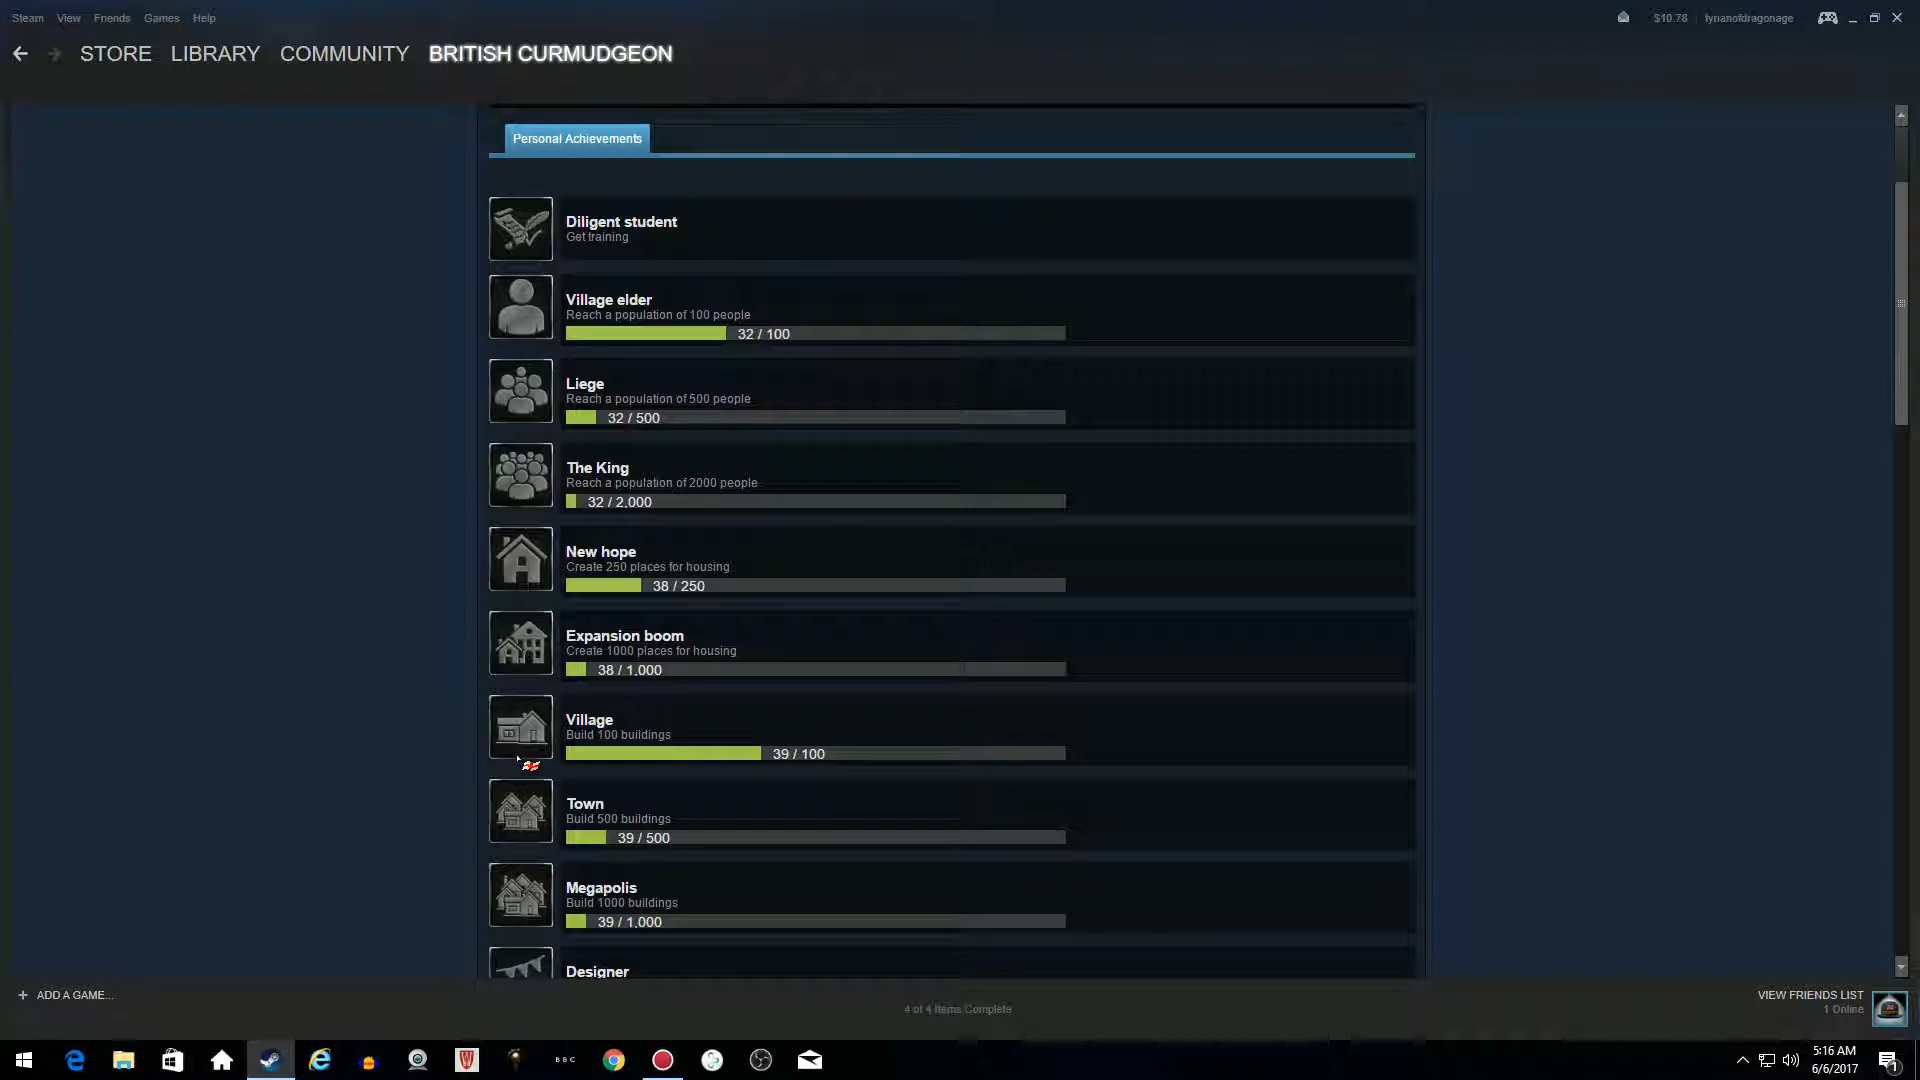 Steam View Friends Games Help
$10.78 fynanofdragonage
STORE LIBRARY COMMUNITY BRITISH CURMUDGEON
Personal Achievements
Diligent student
Get training
Village elder
Reach a population of 100 people
32 / 100
Liege
Reach a population of 500 people
32 / 500
The King
Reach a population of 2000 people
32 / 2,000
New hope
Create 250 places for housing
38 / 250
Expansion boom
Create 1000 places for housing
38 / 1,000
Village
Build 100 buildings
39 / 100
Town
Build 500 buildings
39 / 500
Megapolis
Build 1000 buildings
39 / 1,000
Designer
+ ADD A GAME...
4 of 4 Items Complete
VIEW FRIENDS LIST
1 Online
BBC
5:16 AM
6/6/2017
1